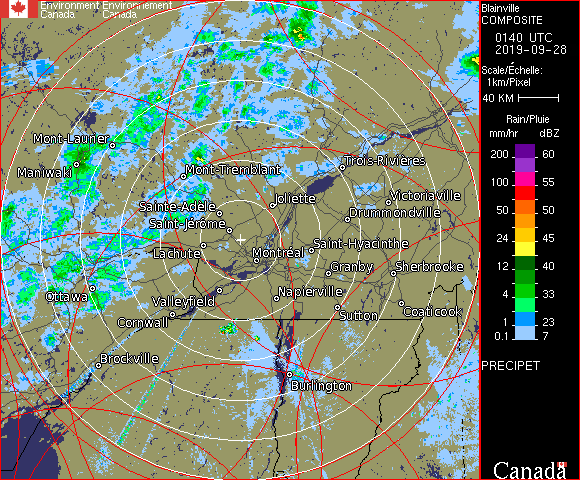 Environment Environnement
Canada Canada
Blainville
COMPOSITE
0140 UTC
2019-09-28
Scale/Échelle:
1km/Pixel
40 KM
Rain/Pluie
mm/hr dBZ
200 60
100 55
50 50
24 45
12 40
4 33
1 23
0.1 7
PRECIPET
Canada
Mont-Laurier
Maniwaki
Mont-Tremblant
Trois-Rivières
Sainte-Adèle
Joliette
Victoriaville
Drummondville
Saint-Jérôme
Lachute
Montréal
Saint-Hyacinthe
Granby
Sherbrooke
Ottawa
Valleyfield
Napierville
Cornwall
Sutton
Coaticook
Brockville
Burlington